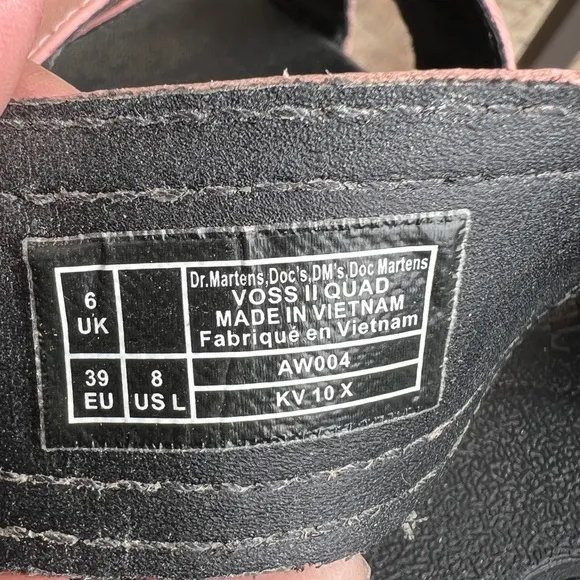 6
UK
39
EU
8
US L
Dr.Martens,Doc's,DM's,Doc Martens
VOSS II QUAD
MADE IN VIETNAM
Fabriqué en Vietnam
AW004
KV 10 X